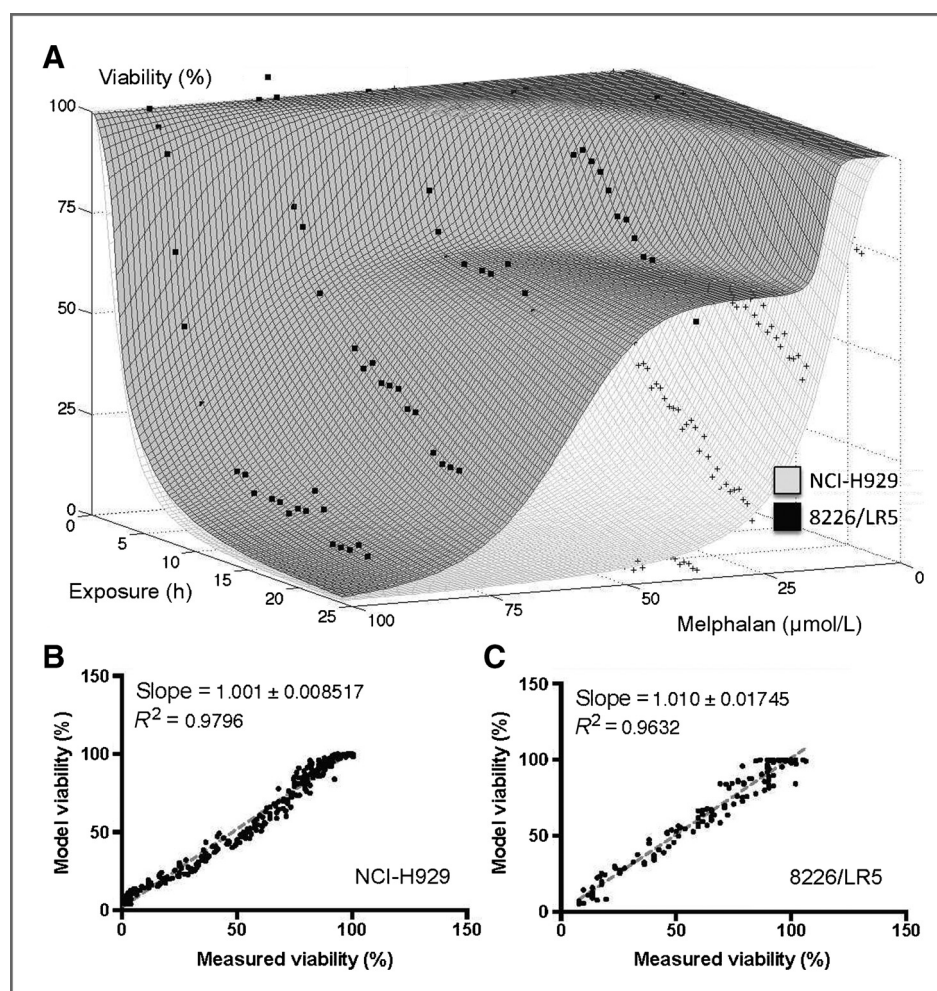 A
Viability (%)
100
75
50
25
0
0
5
10
15
20
25
Exposure (h)
100
75
50
25
0
Melphalan (µmol/L)
NCI-H929
8226/LR5
B
150
100
50
0
Model viability (%)
Slope = 1.001 ± 0.008517
R² = 0.9796
NCI-H929
0 50 100 150
Measured viability (%)
C
150
100
50
0
Model viability (%)
Slope = 1.010 ± 0.01745
R² = 0.9632
8226/LR5
0 50 100 150
Measured viability (%)